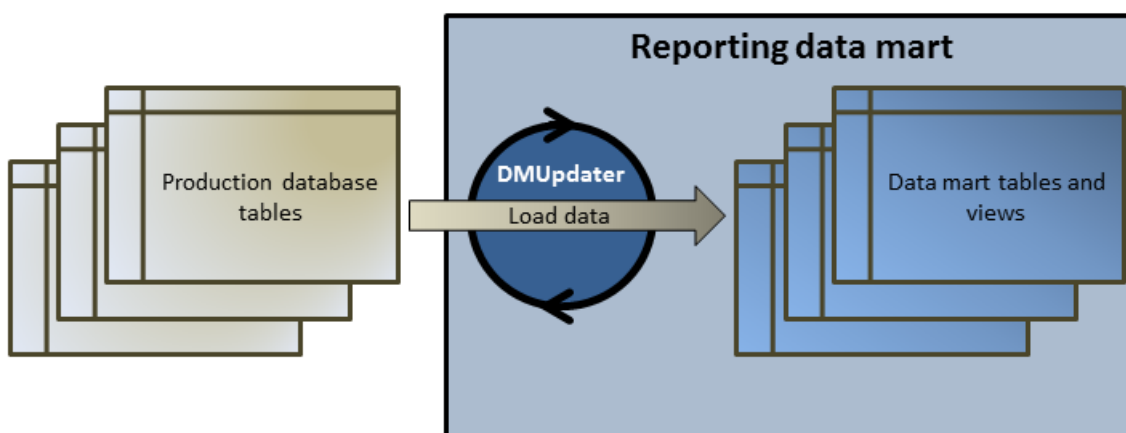 Reporting data mart
Production database
tables
DMUpdater
Load data
Data mart tables and
views